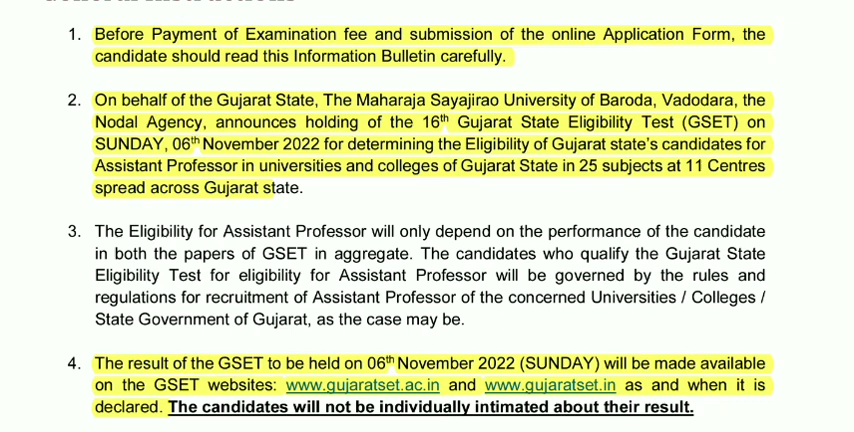 1. Before Payment of Examination fee and submission of the online Application Form, the
candidate should read this Information Bulletin carefully.
2. On behalf of the Gujarat State, The Maharaja Sayajirao University of Baroda, Vadodara, the
Nodal Agency, announces holding of the 16th Gujarat State Eligibility Test (GSET) on
SUNDAY, 06th November 2022 for determining the Eligibility of Gujarat state's candidates for
Assistant Professor in universities and colleges of Gujarat State in 25 subjects at 11 Centres
spread across Gujarat state.
3. The Eligibility for Assistant Professor will only depend on the performance of the candidate
in both the papers of GSET in aggregate. The candidates who qualify the Gujarat State
Eligibility Test for eligibility for Assistant Professor will be governed by the rules and
regulations for recruitment of Assistant Professor of the concerned Universities / Colleges /
State Government of Gujarat, as the case may be.
4. The result of the GSET to be held on 06th November 2022 (SUNDAY) will be made available
on the GSET websites: www.gujaratset.ac.in and www.gujaratset.in as and when it is
declared. The candidates will not be individually intimated about their result.